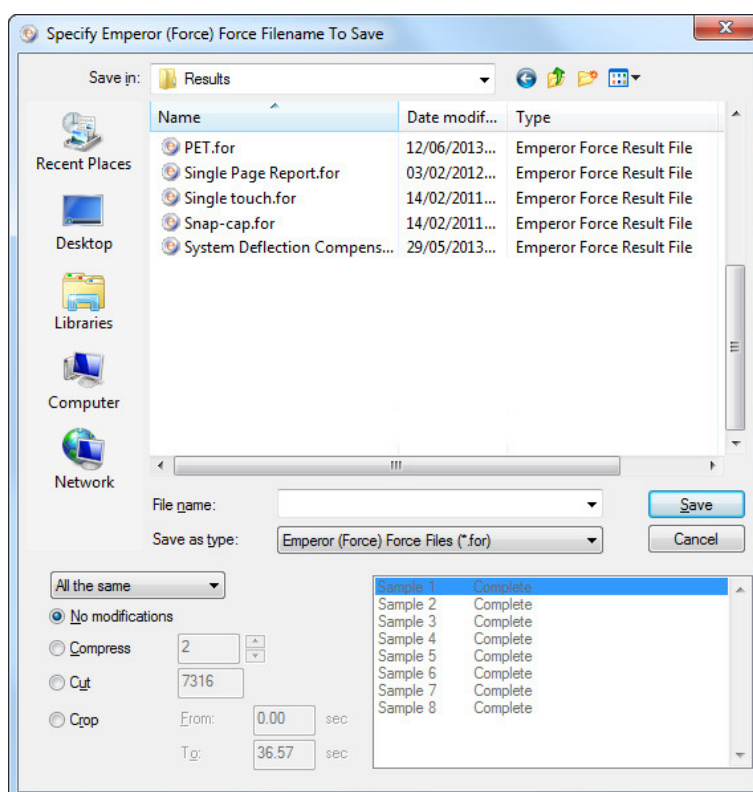 Specify Emperor (Force) Force Filename To Save
Save in: Results
Name Date modif... Type
PET.for 12/06/2013... Emperor Force Result File
Single Page Report.for 03/02/2012... Emperor Force Result File
Single touch.for 14/02/2011... Emperor Force Result File
Snap-cap.for 14/02/2011... Emperor Force Result File
System Deflection Compens... 29/05/2013... Emperor Force Result File
Recent Places
Desktop
Libraries
Computer
Network
File name: Save
Save as type: Emperor (Force) Force Files (*.for) Cancel
All the same
No modifications
Compress 2
Cut 7316
Crop From: 0.00 sec
To: 36.57 sec
Sample 1 Complete
Sample 2 Complete
Sample 3 Complete
Sample 4 Complete
Sample 5 Complete
Sample 6 Complete
Sample 7 Complete
Sample 8 Complete